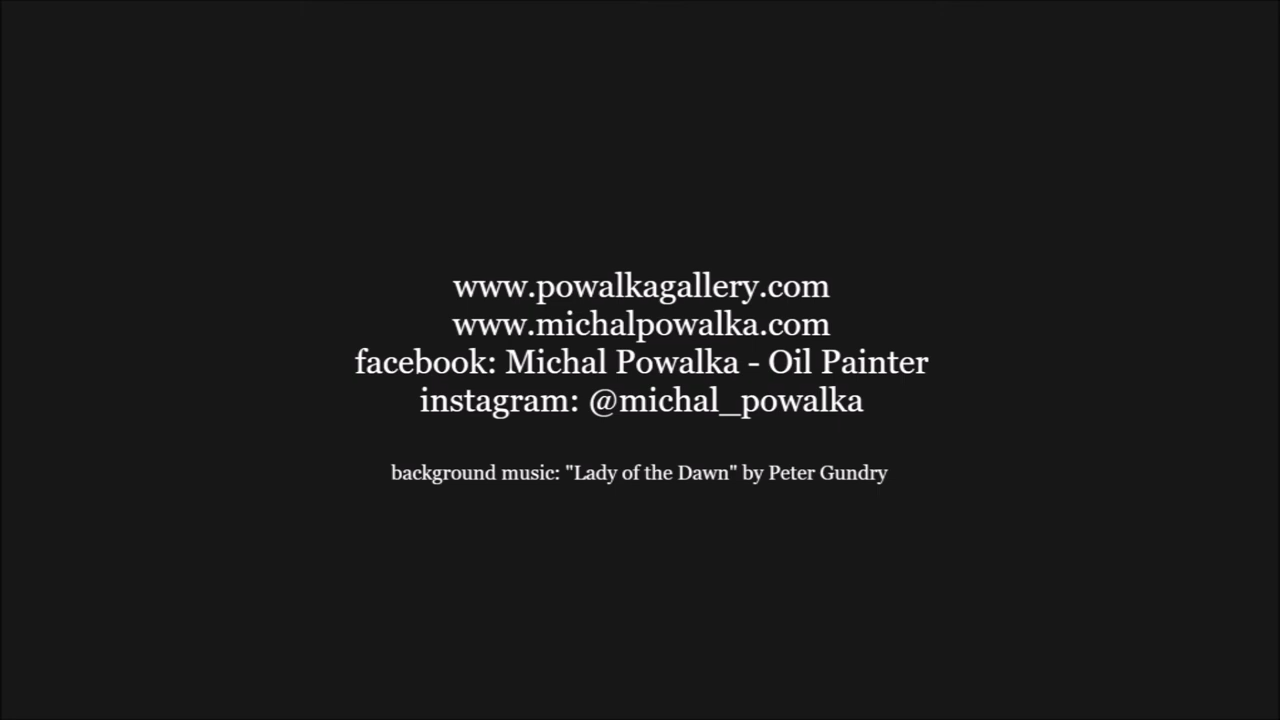 www.powalkagallery.com
www.michalpowalka.com
facebook: Michal Powalka - Oil Painter
instagram: @michal_powalka
background music: "Lady of the Dawn" by Peter Gundry